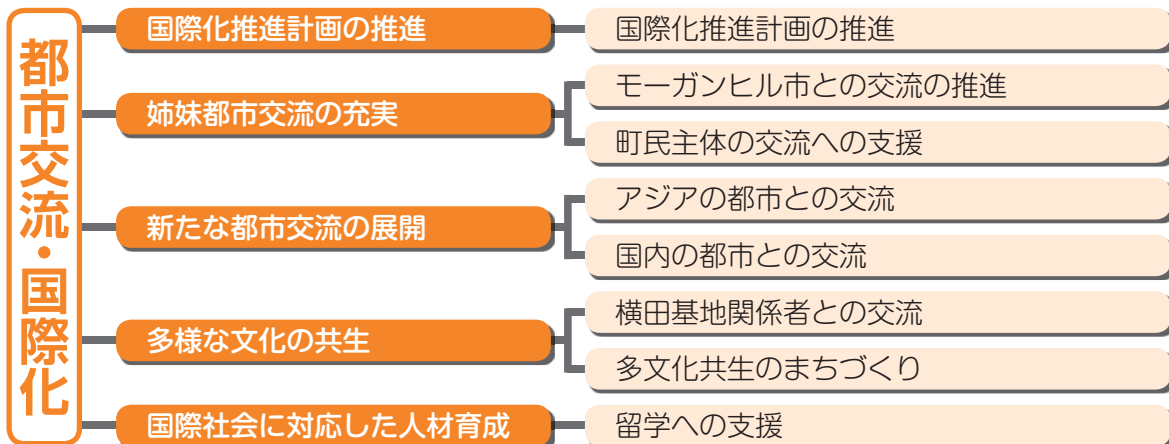 都市交流・国際化
国際化推進計画の推進
国際化推進計画の推進
姉妹都市交流の充実
モーガンヒル市との交流の推進
町民主体の交流への支援
新たな都市交流の展開
アジアの都市との交流
国内の都市との交流
多様な文化の共生
横田基地関係者との交流
多文化共生のまちづくり
国際社会に対応した人材育成
留学への支援